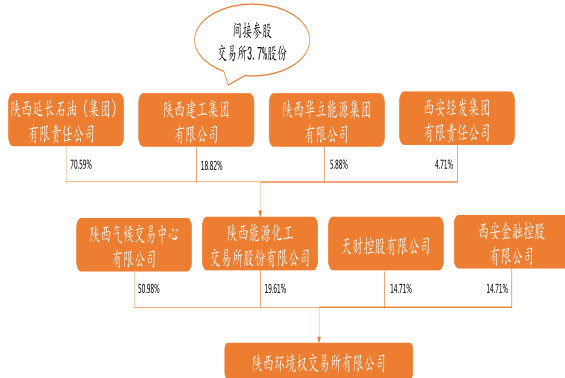 间接参股
交易所3.7%股份
陕西延长石油（集团）
有限责任公司
陕西建工集团
有限公司
陕西华立能源集团
有限公司
西安经发集团
有限责任公司
70.59%
18.82%
5.88%
4.71%
陕西气候交易中心
有限公司
陕西能源化工
交易所股份有限公司
天财控股有限公司
西安金融控股
有限公司
50.98%
19.61%
14.71%
14.71%
陕西环境权交易所有限公司